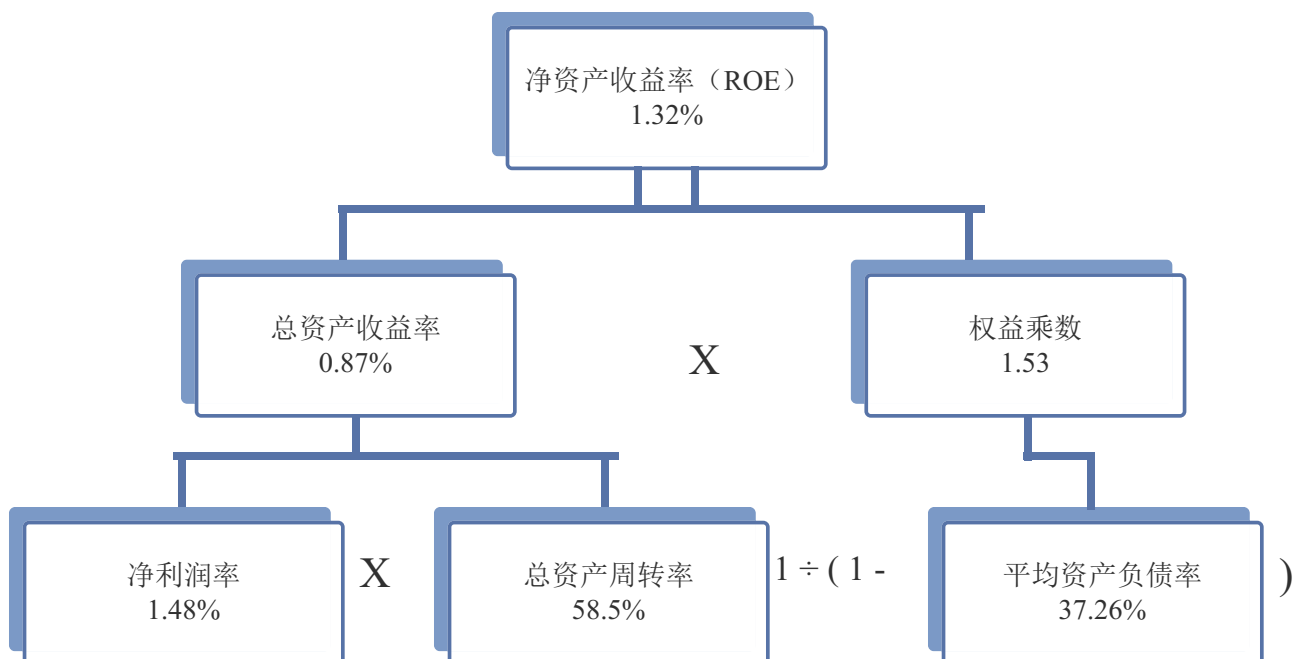 净资产收益率（ROE）
1.32%
总资产收益率
0.87%
X
权益乘数
1.53
净利润率
1.48%
X
总资产周转率
58.5%
1 ÷ ( 1 -
平均资产负债率
37.26%
)